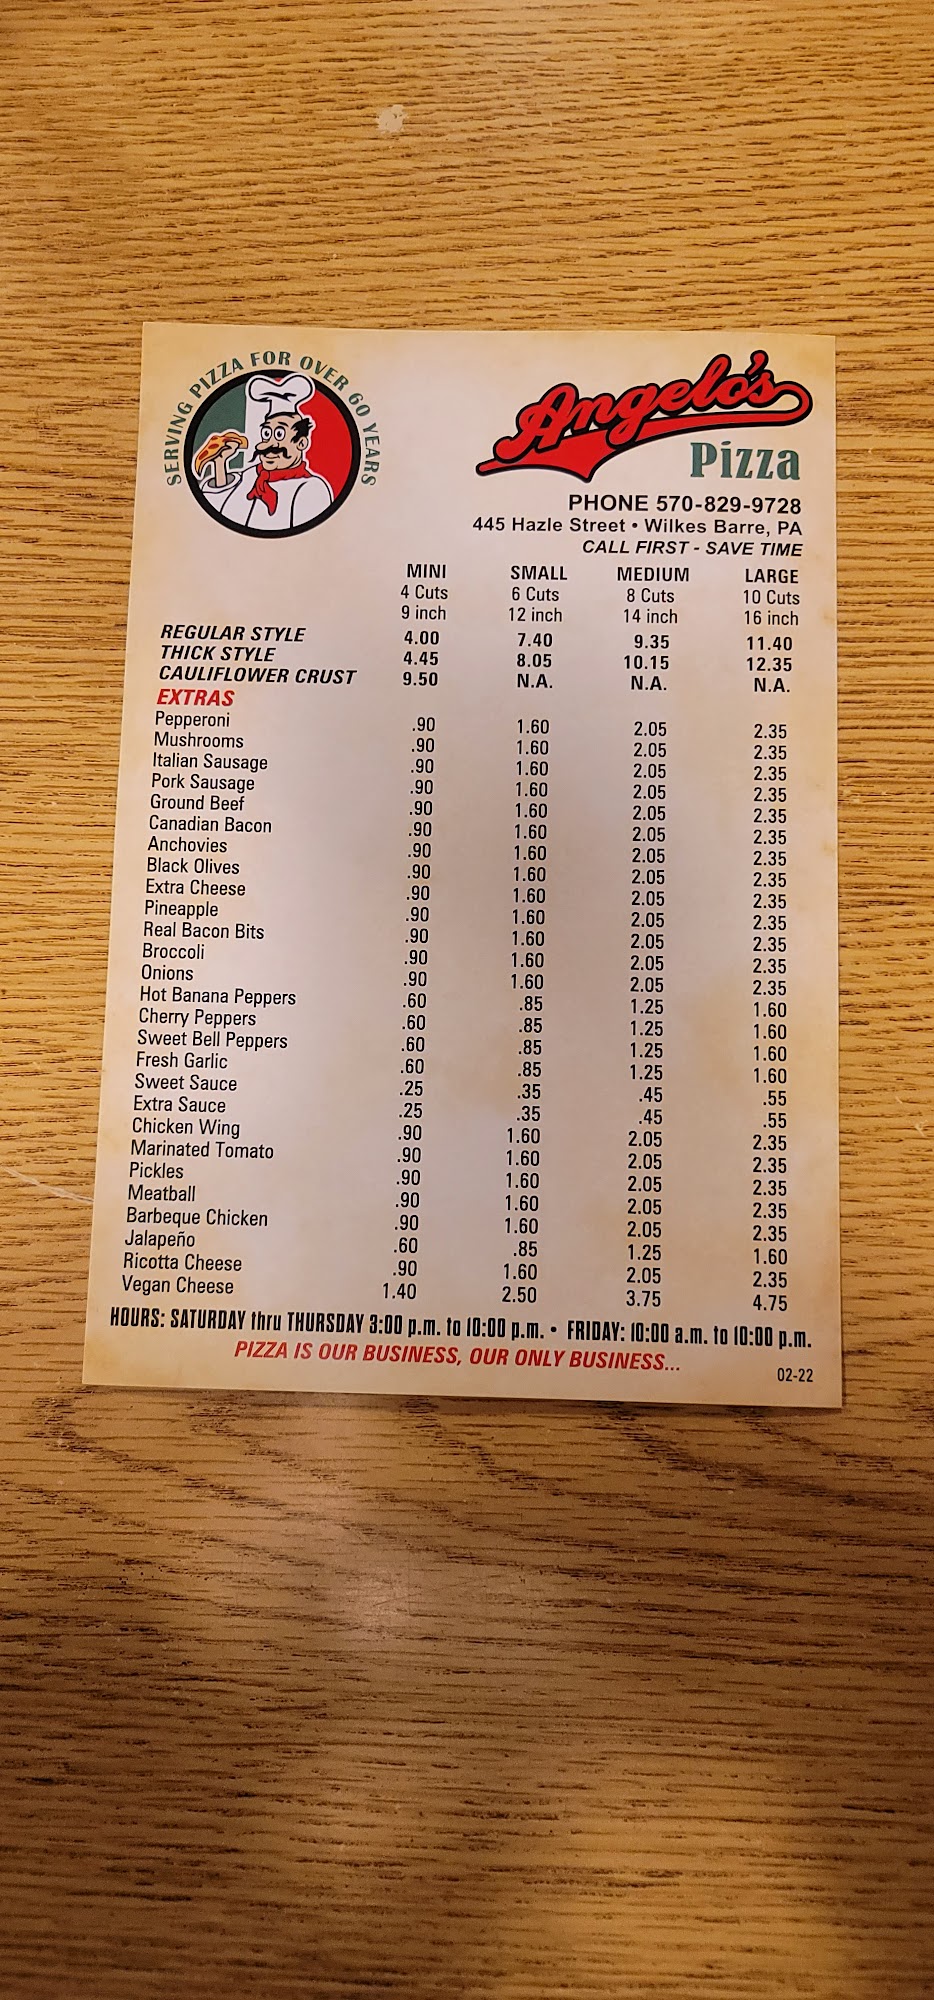 SERVING PIZZA FOR OVER 60 YEARS
Angelo's
Pizza
PHONE 570-829-9728
445 Hazle Street • Wilkes Barre, PA
CALL FIRST - SAVE TIME
MINI SMALL MEDIUM LARGE
4 Cuts 6 Cuts 8 Cuts 10 Cuts
9 inch 12 inch 14 inch 16 inch
REGULAR STYLE 4.00 7.40 9.35 11.40
THICK STYLE 4.45 8.05 10.15 12.35
CAULIFLOWER CRUST 9.50 N.A. N.A. N.A.
EXTRAS
Pepperoni .90 1.60 2.05 2.35
Mushrooms .90 1.60 2.05 2.35
Italian Sausage .90 1.60 2.05 2.35
Pork Sausage .90 1.60 2.05 2.35
Ground Beef .90 1.60 2.05 2.35
Canadian Bacon .90 1.60 2.05 2.35
Anchovies .90 1.60 2.05 2.35
Black Olives .90 1.60 2.05 2.35
Extra Cheese .90 1.60 2.05 2.35
Pineapple .90 1.60 2.05 2.35
Real Bacon Bits .90 1.60 2.05 2.35
Broccoli .90 1.60 2.05 2.35
Onions .90 1.60 2.05 2.35
Hot Banana Peppers .60 .85 1.25 1.60
Cherry Peppers .60 .85 1.25 1.60
Sweet Bell Peppers .60 .85 1.25 1.60
Fresh Garlic .60 .85 1.25 1.60
Sweet Sauce .25 .35 .45 .55
Extra Sauce .25 .35 .45 .55
Chicken Wing .90 1.60 2.05 2.35
Marinated Tomato .90 1.60 2.05 2.35
Pickles .90 1.60 2.05 2.35
Meatball .90 1.60 2.05 2.35
Barbeque Chicken .90 1.60 2.05 2.35
Jalapeño .60 .85 1.25 1.60
Ricotta Cheese .90 1.60 2.05 2.35
Vegan Cheese 1.40 2.50 3.75 4.75
HOURS: SATURDAY thru THURSDAY 3:00 p.m. to 10:00 p.m. • FRIDAY: 10:00 a.m. to 10:00 p.m.
PIZZA IS OUR BUSINESS, OUR ONLY BUSINESS...
02-22